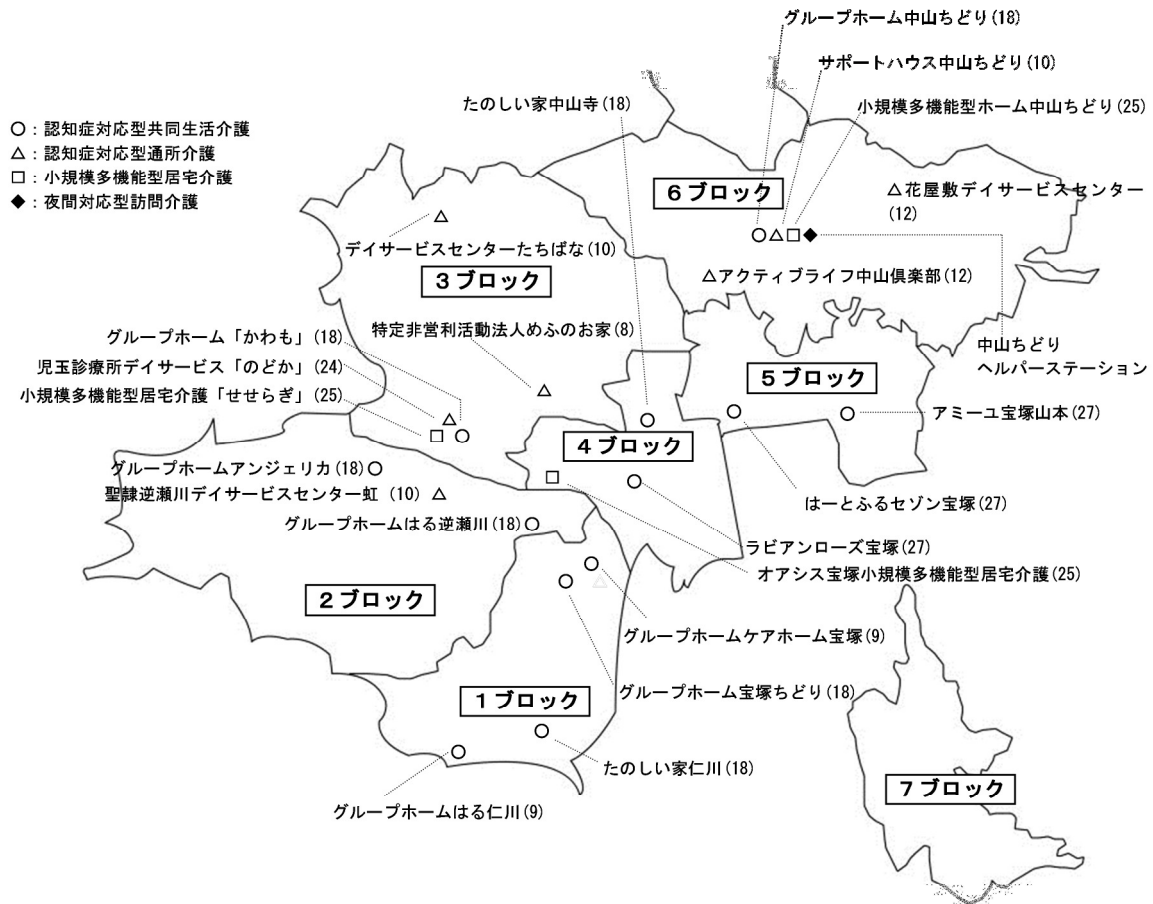 グループホーム中山ちどり(18)
サポートハウス中山ちどり(10)
たのしい家中山寺(18)
小規模多機能型ホーム中山ちどり(25)
○：認知症対応型共同生活介護
△：認知症対応型通所介護
□：小規模多機能型居宅介護
◆：夜間対応型訪問介護
6ブロック
△花屋敷デイサービスセンター
(12)
デイサービスセンターたちばな(10)
3ブロック
△アクティブライフ中山倶楽部(12)
グループホーム「かわも」(18)
特定非営利活動法人めふのお家(8)
児玉診療所デイサービス「のどか」(24)
小規模多機能型居宅介護「せせらぎ」(25)
中山ちどり
ヘルパーステーション
5ブロック
アミーユ宝塚山本(27)
4ブロック
グループホームアンジェリカ(18)
聖隷逆瀬川デイサービスセンター虹 (10)
はーとふるセゾン宝塚(27)
グループホームはる逆瀬川(18)
ラビアンローズ宝塚(27)
オアシス宝塚小規模多機能型居宅介護(25)
2ブロック
グループホームケアホーム宝塚(9)
グループホーム宝塚ちどり(18)
1ブロック
たのしい家仁川(18)
7ブロック
グループホームはる仁川(9)